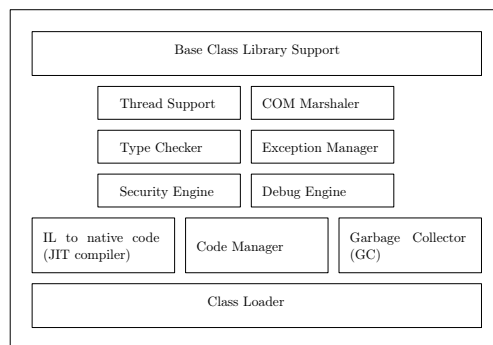 Base Class Library Support
Thread Support
COM Marshaler
Type Checker
Exception Manager
Security Engine
Debug Engine
IL to native code
(JIT compiler)
Code Manager
Garbage Collector
(GC)
Class Loader